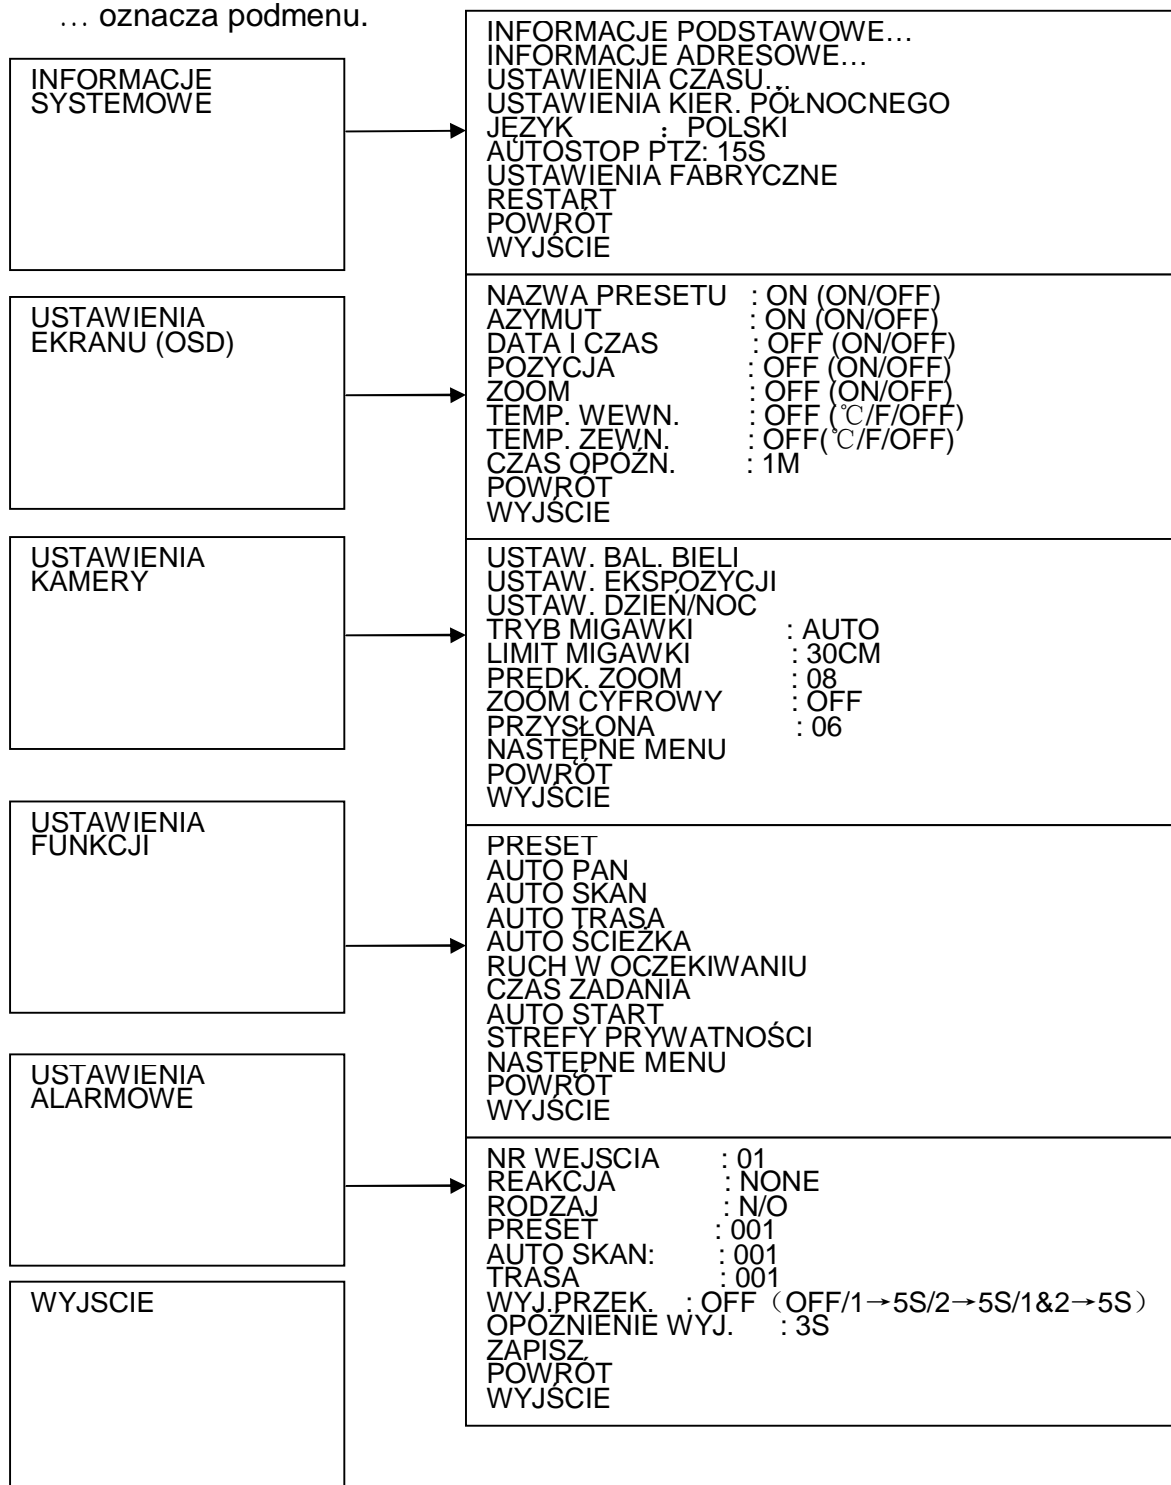 … oznacza podmenu.
INFORMACJE
SYSTEMOWE
INFORMACJE PODSTAWOWE…
INFORMACJE ADRESOWE…
USTAWIENIA CZASU…
USTAWIENIA KIER. PÓŁNOCNEGO
JĘZYK : POLSKI
AUTOSTOP PTZ: 15S
USTAWIENIA FABRYCZNE
RESTART
POWRÓT
WYJŚCIE
USTAWIENIA
EKRANU (OSD)
NAZWA PRESETU : ON (ON/OFF)
AZYMUT : ON (ON/OFF)
DATA I CZAS : OFF (ON/OFF)
POZYCJA : OFF (ON/OFF)
ZOOM : OFF (ON/OFF)
TEMP. WEWN. : OFF (℃/F/OFF)
TEMP. ZEWN. : OFF(℃/F/OFF)
CZAS OPÓŹN. : 1M
POWRÓT
WYJŚCIE
USTAWIENIA
KAMERY
USTAW. BAL. BIELI
USTAW. EKSPOZYCJI
USTAW. DZIEŃ/NOC
TRYB MIGAWKI : AUTO
LIMIT MIGAWKI : 30CM
PRĘDK. ZOOM : 08
ZOOM CYFROWY : OFF
PRZYSŁONA : 06
NASTĘPNE MENU
POWRÓT
WYJŚCIE
USTAWIENIA
FUNKCJI
PRESET
AUTO PAN
AUTO SKAN
AUTO TRASA
AUTO ŚCIEŻKA
RUCH W OCZEKIWANIU
CZAS ZADANIA
AUTO START
STREFY PRYWATNOŚCI
NASTĘPNE MENU
POWRÓT
WYJŚCIE
USTAWIENIA
ALARMOWE
NR WEJSCIA : 01
REAKCJA : NONE
RODZAJ : N/O
PRESET : 001
AUTO SKAN: : 001
TRASA : 001
WYJ.PRZEK. : OFF（OFF/1→5S/2→5S/1&2→5S）
OPÓŹNIENIE WYJ. : 3S
ZAPISZ
POWRÓT
WYJŚCIE
WYJSCIE